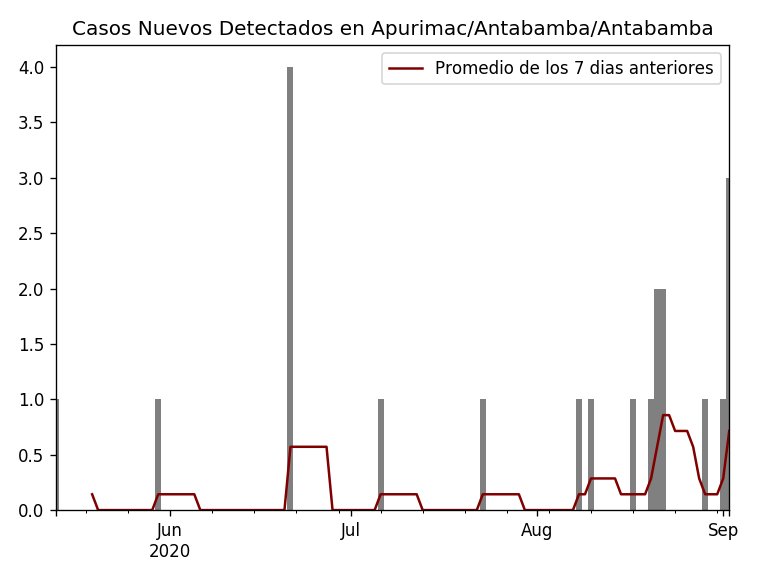 Casos Nuevos Detectados en Apurimac/Antabamba/Antabamba
Promedio de los 7 dias anteriores
4.0
3.5
3.0
2.5
2.0
1.5
1.0
0.5
0.0
Jun
2020
Jul
Aug
Sep